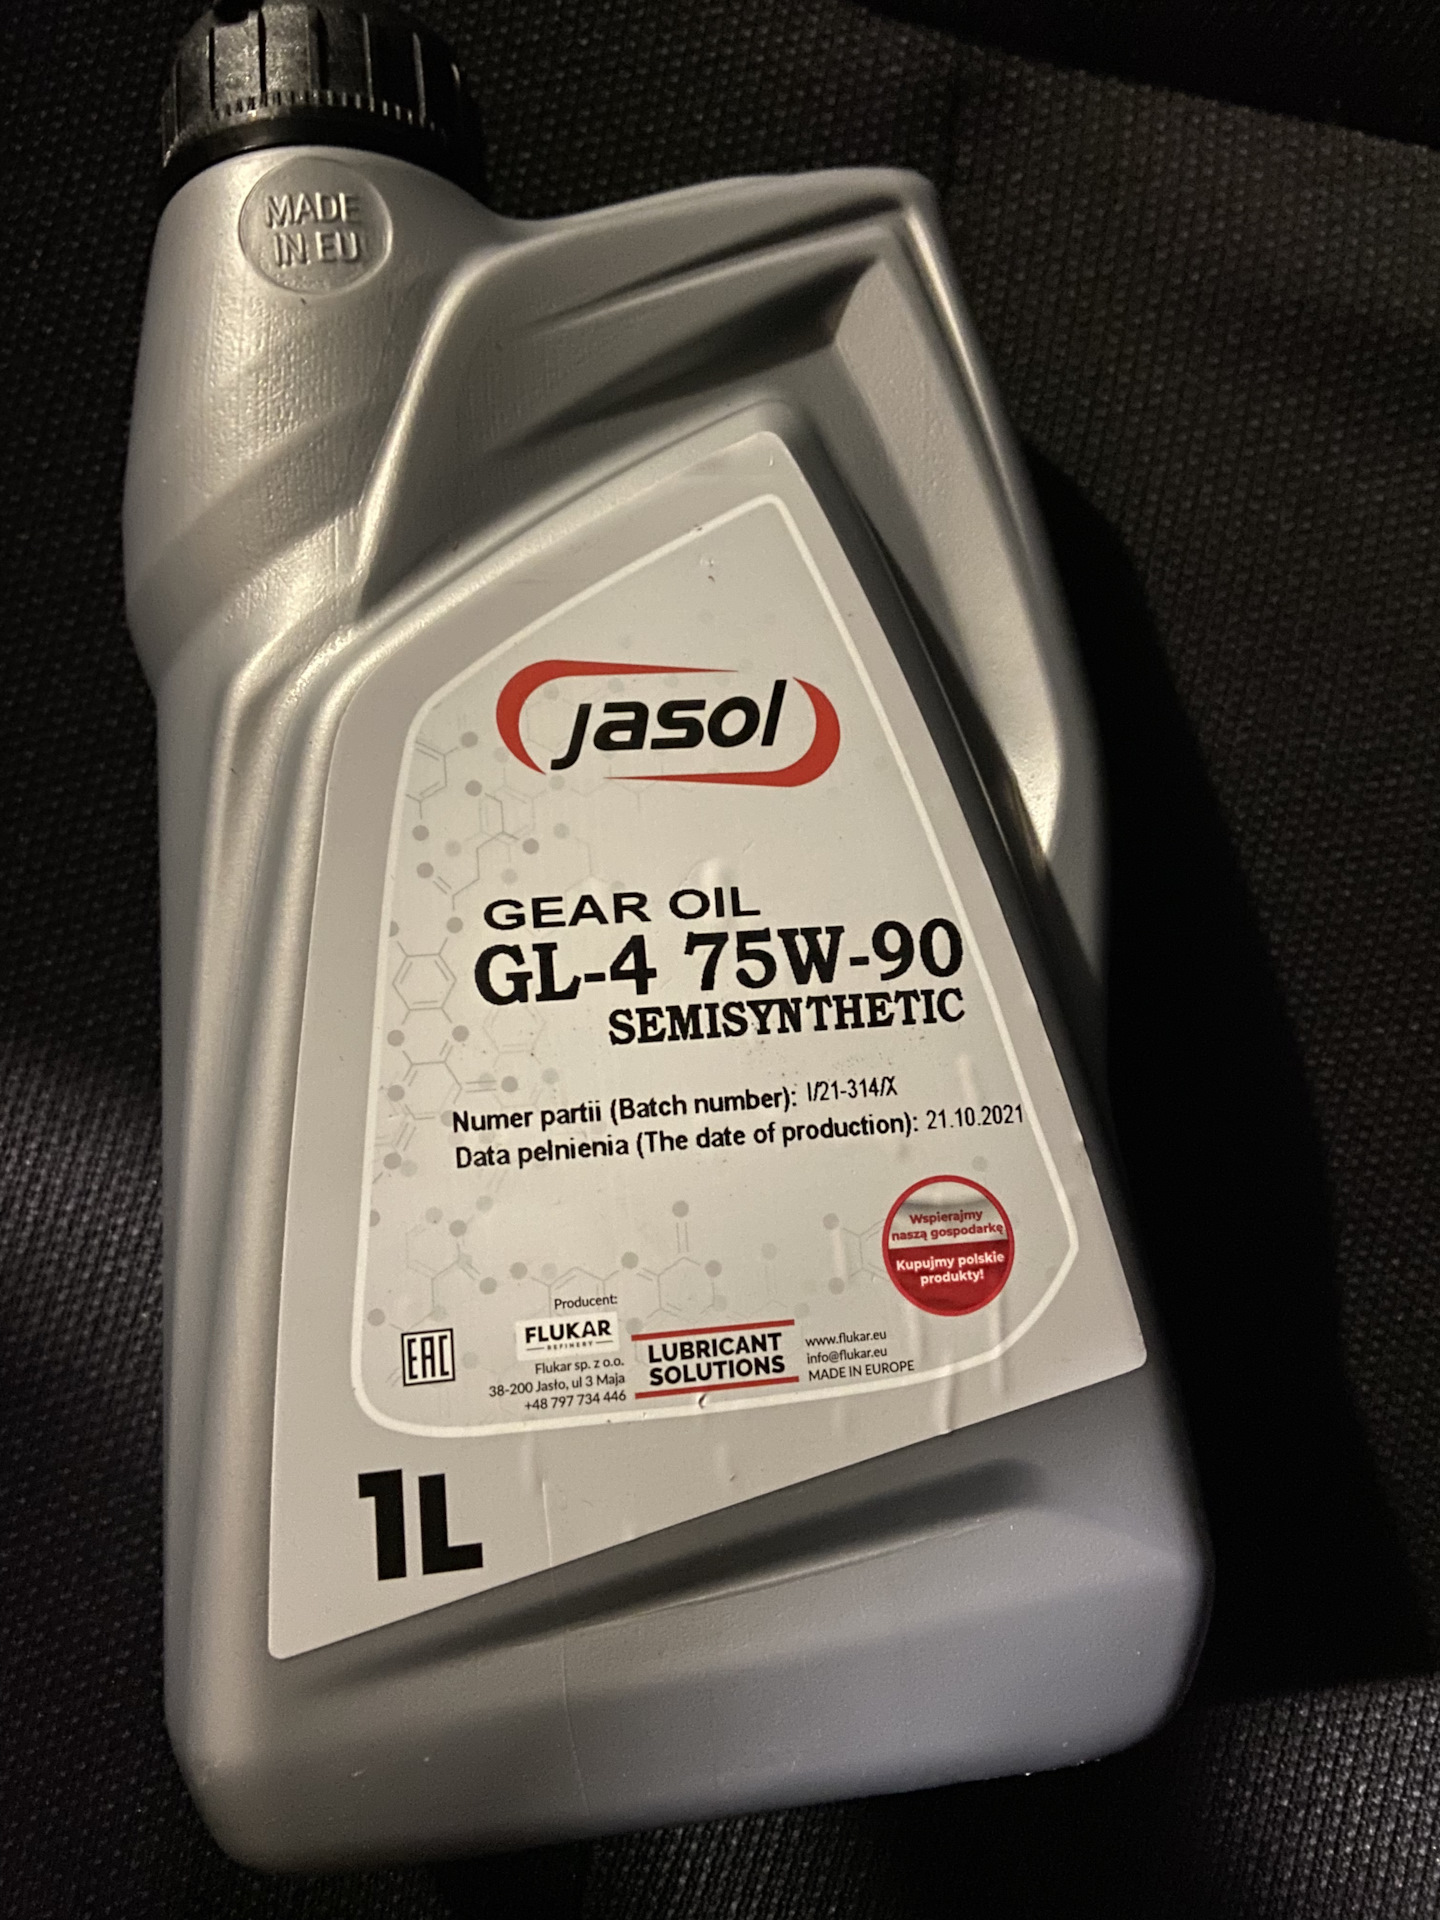 MADE
IN EU
jasol
GEAR OIL
GL-4 75W-90
SEMISYNTHETIC
Numer partii (Batch number): I/21-314/X
Data pełnienia (The date of production): 21.10.2021
Wspierajmy
naszą gospodarkę
Kupujmy polskie
produkty!
EAC
Producent:
FLUKAR
REFINERY
Flukar sp. z o.o.
38-200 Jasło, ul 3 Maja
+48 797 734 446
LUBRICANT
SOLUTIONS
www.flukar.eu
info@flukar.eu
MADE IN EUROPE
1L